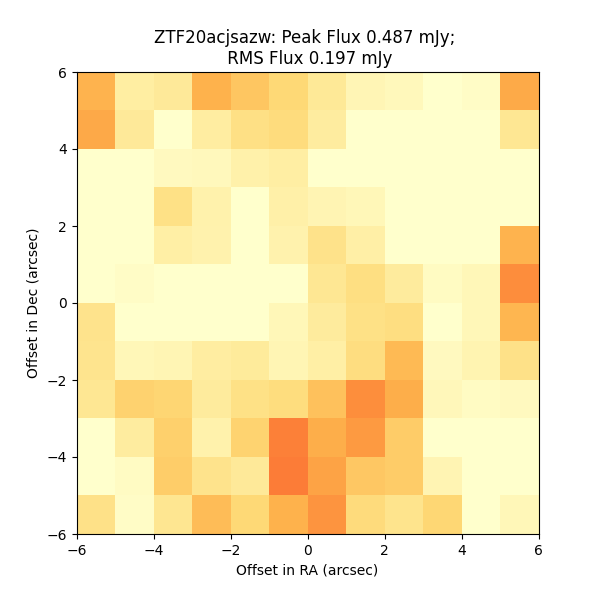 ZTF20acjsazw: Peak Flux 0.487 mJy;
RMS Flux 0.197 mJy
6
4
2
0
−2
−4
−6
Offset in Dec (arcsec)
−6 −4 −2 0 2 4 6
Offset in RA (arcsec)